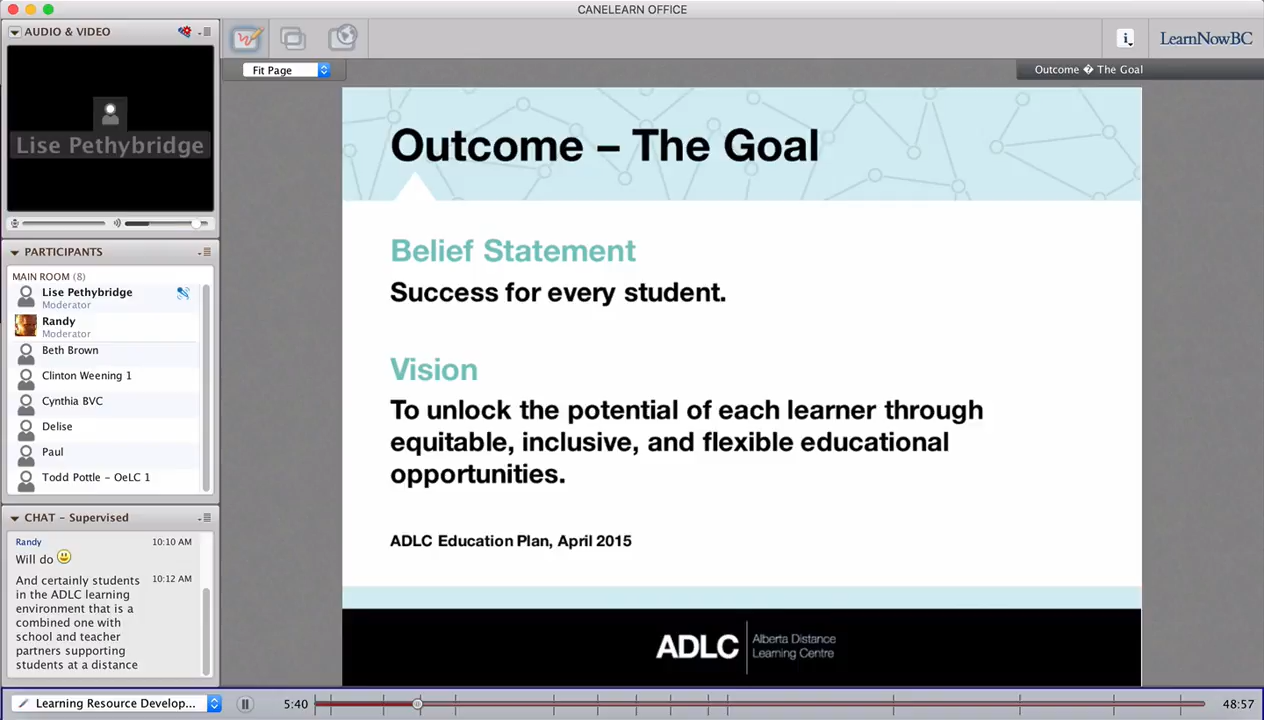 CANELEARN OFFICE
AUDIO & VIDEO
Lise Pethybridge
PARTICIPANTS
MAIN ROOM (8)
Lise Pethybridge
Moderator
Randy
Moderator
Beth Brown
Clinton Weening 1
Cynthia BVC
Delise
Paul
Todd Pottle - OeLC 1
CHAT - Supervised
Randy 10:10 AM
Will do
And certainly students 10:12 AM
in the ADLC learning
environment that is a
combined one with
school and teacher
partners supporting
students at a distance
Fit Page
i
LearnNowBC
Outcome � The Goal
Outcome – The Goal
Belief Statement
Success for every student.
Vision
To unlock the potential of each learner through
equitable, inclusive, and flexible educational
opportunities.
ADLC Education Plan, April 2015
ADLC
Alberta Distance
Learning Centre
Learning Resource Develop...
5:40
48:57